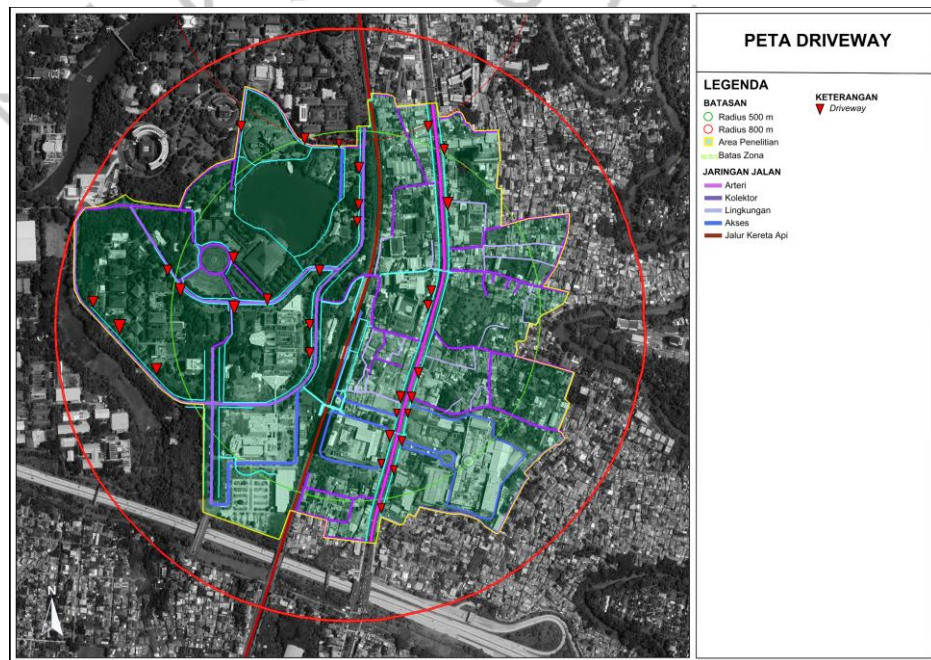 PETA DRIVEWAY
LEGENDA
BATASAN
Radius 500 m
Radius 800 m
Area Penelitian
Batas Zona
JARINGAN JALAN
Arteri
Kolektor
Lingkungan
Akses
Jalur Kereta Api
KETERANGAN
Driveway
N